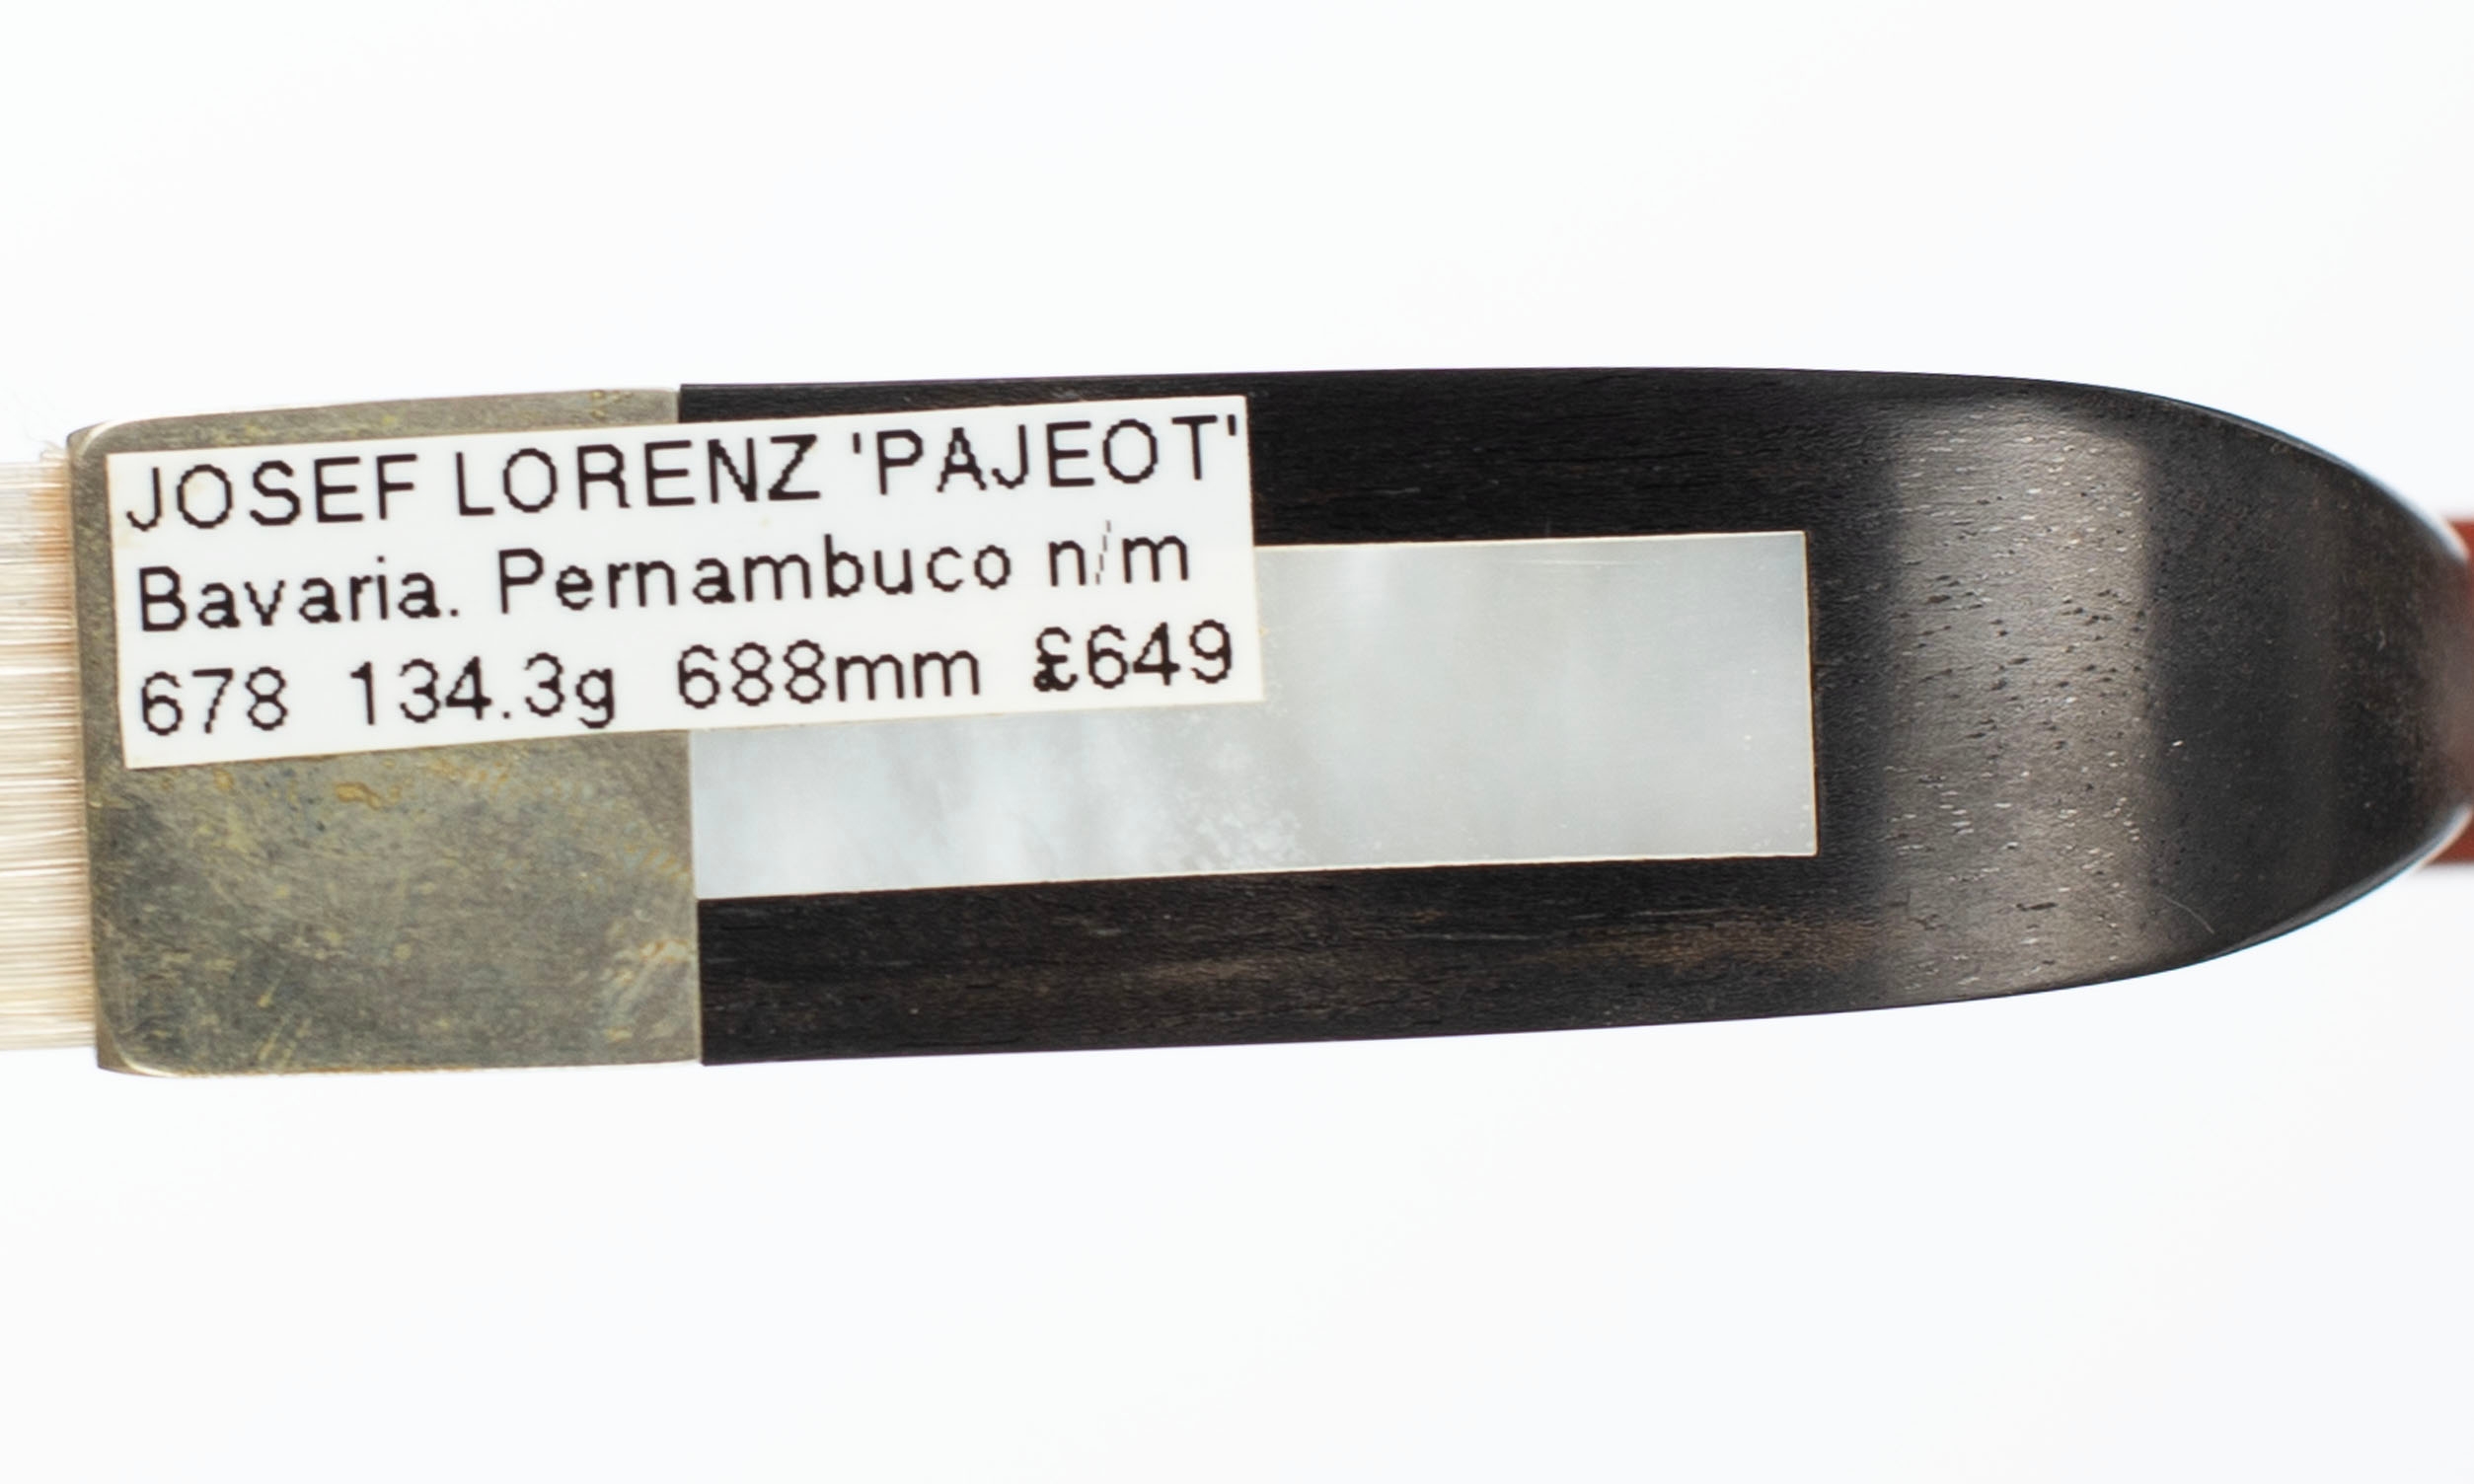 JOSEF LORENZ 'PAJEOT'
Bavaria. Pernambuco n/m
678 134.3g 688mm £649